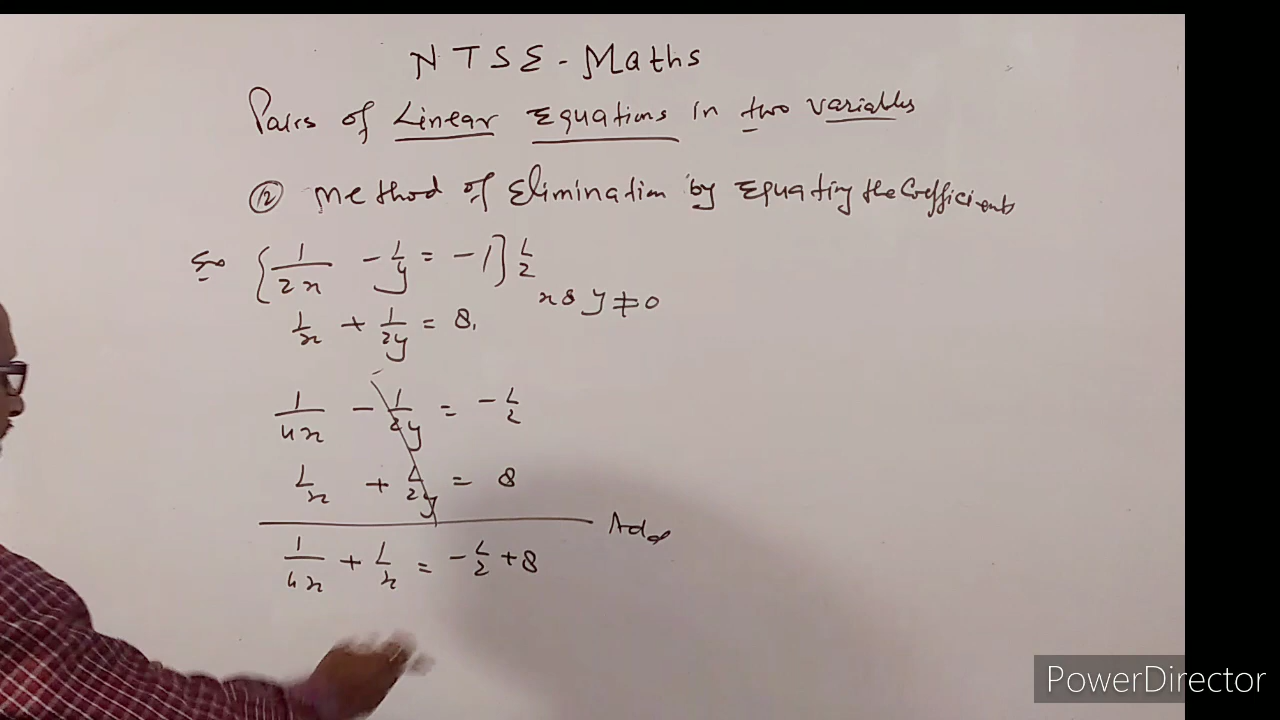 NTSE - Maths
Pairs of Linear Equations in two variables
② Method of Elimination by Equating the Coefficients
{1/2x - 1/y = -1} 1/2
x & y ≠ 0
1/x + 1/2y = 8,
1/4x - 1/2y = -1/2
1/x + 1/2y = 8
Add
1/4x + 1/x = -1/2 + 8
PowerDirector